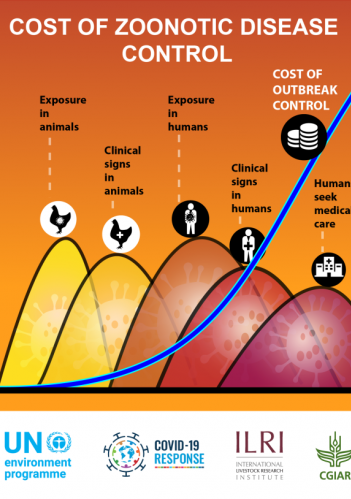 COST OF ZOONOTIC DISEASE
CONTROL
COST OF
OUTBREAK
CONTROL
Exposure
in
animals
Clinical
signs
in
animals
Exposure
in
humans
Clinical
signs
in
humans
Human
seek
medica
care
UN
environment
programme
COVID-19
RESPONSE
ILRI
INTERNATIONAL
LIVESTOCK RESEARCH
INSTITUTE
CGIAR